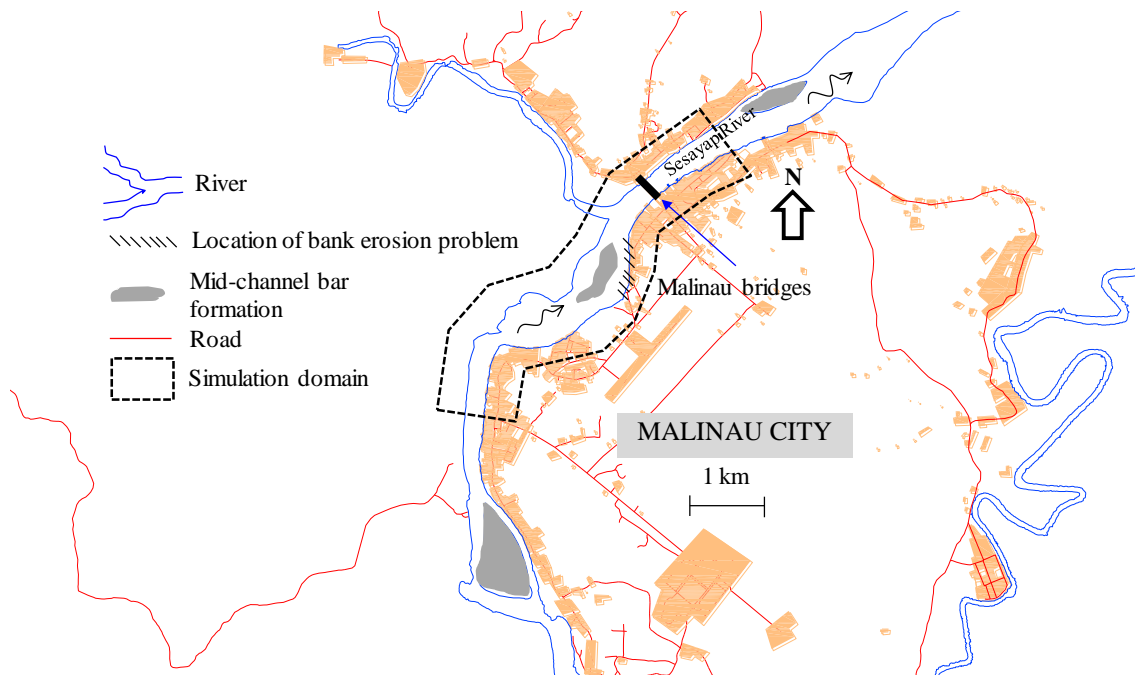 Sesayap River
N
River
Location of bank erosion problem
Mid-channel bar
formation
Road
Simulation domain
Malinau bridges
MALINAU CITY
1 km